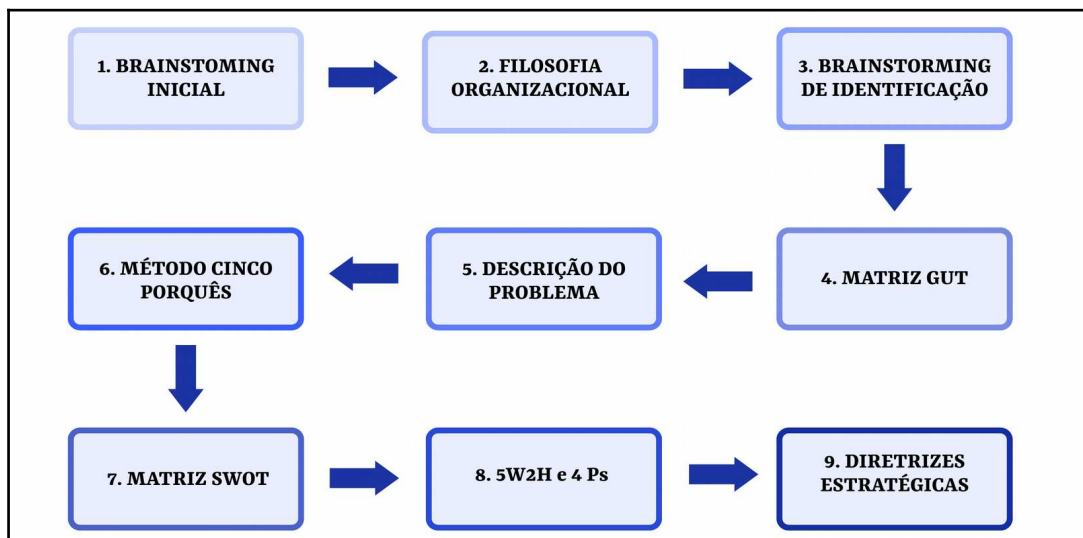 1. BRAINSTOMING
INICIAL
2. FILOSOFIA
ORGANIZACIONAL
3. BRAINSTORMING
DE IDENTIFICAÇÃO
4. MATRIZ GUT
5. DESCRIÇÃO DO
PROBLEMA
6. MÉTODO CINCO
PORQUÊS
7. MATRIZ SWOT
8. 5W2H e 4 Ps
9. DIRETRIZES
ESTRATÉGICAS